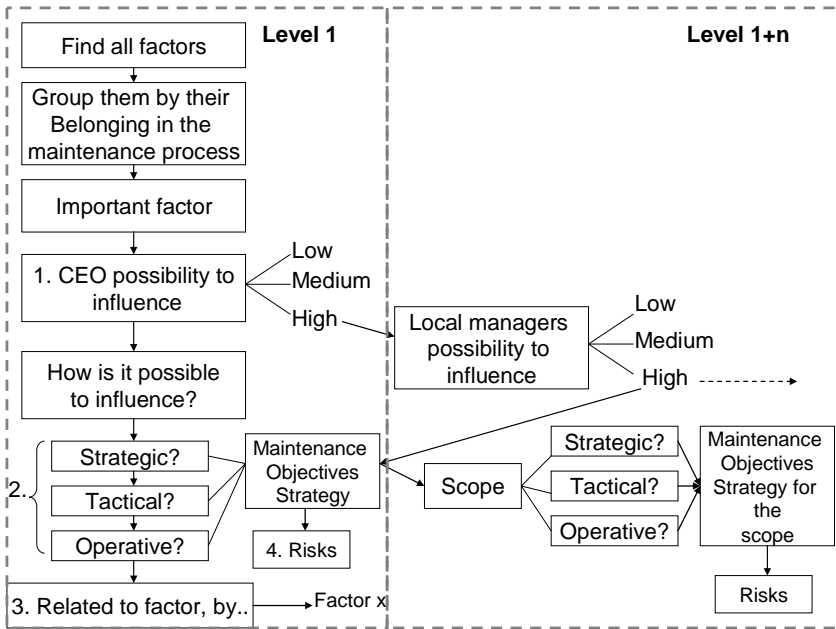 Level 1
Find all factors
Group them by their
Belonging in the
maintenance process
Important factor
1. CEO possibility to
influence
Low
Medium
High
How is it possible
to influence?
2.
Strategic?
Tactical?
Operative?
Maintenance
Objectives
Strategy
4. Risks
3. Related to factor, by..
Factor x
Level 1+n
Local managers
possibility to
influence
Low
Medium
High
Scope
Strategic?
Tactical?
Operative?
Maintenance
Objectives
Strategy for
the
scope
Risks